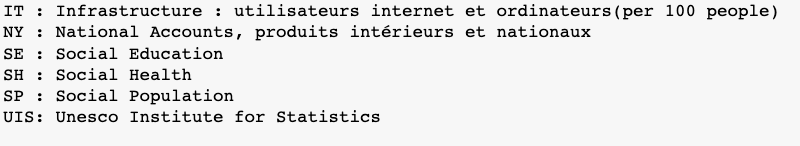 IT : Infrastructure : utilisateurs internet et ordinateurs(per 100 people)
NY : National Accounts, produits intérieurs et nationaux
SE : Social Education
SH : Social Health
SP : Social Population
UIS: Unesco Institute for Statistics